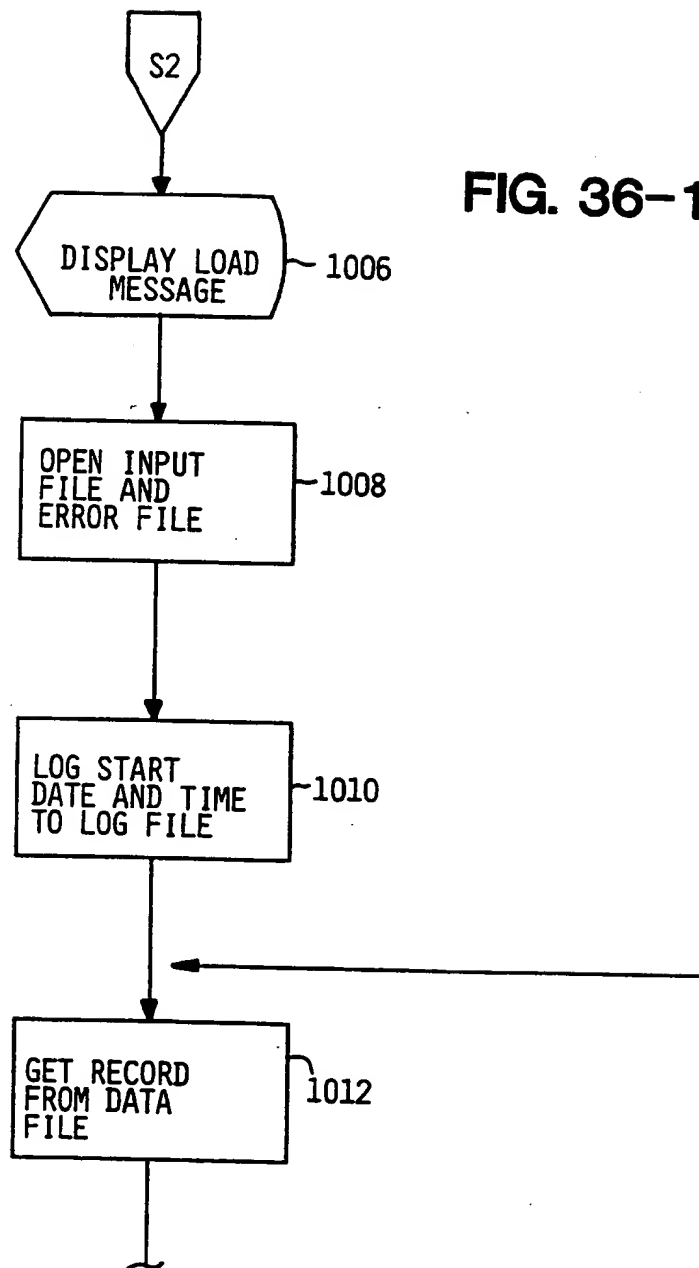 S2
FIG. 36-1
DISPLAY LOAD
MESSAGE
1006
OPEN INPUT
FILE AND
ERROR FILE
1008
LOG START
DATE AND TIME
TO LOG FILE
1010
GET RECORD
FROM DATA
FILE
1012